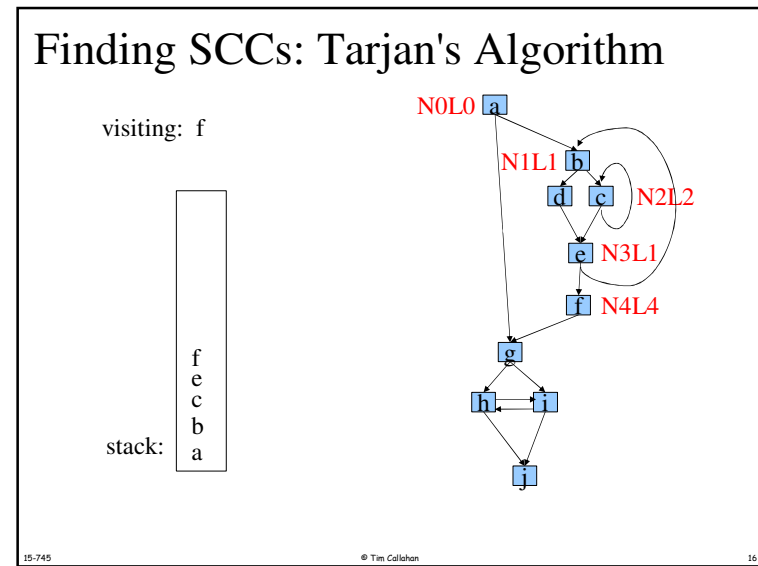 Finding SCCs: Tarjan's Algorithm
visiting: f
N0L0 a
N1L1 b
d c N2L2
e N3L1
f N4L4
g
h i
j
f
e
c
b
stack: a
15-745 © Tim Callahan 16